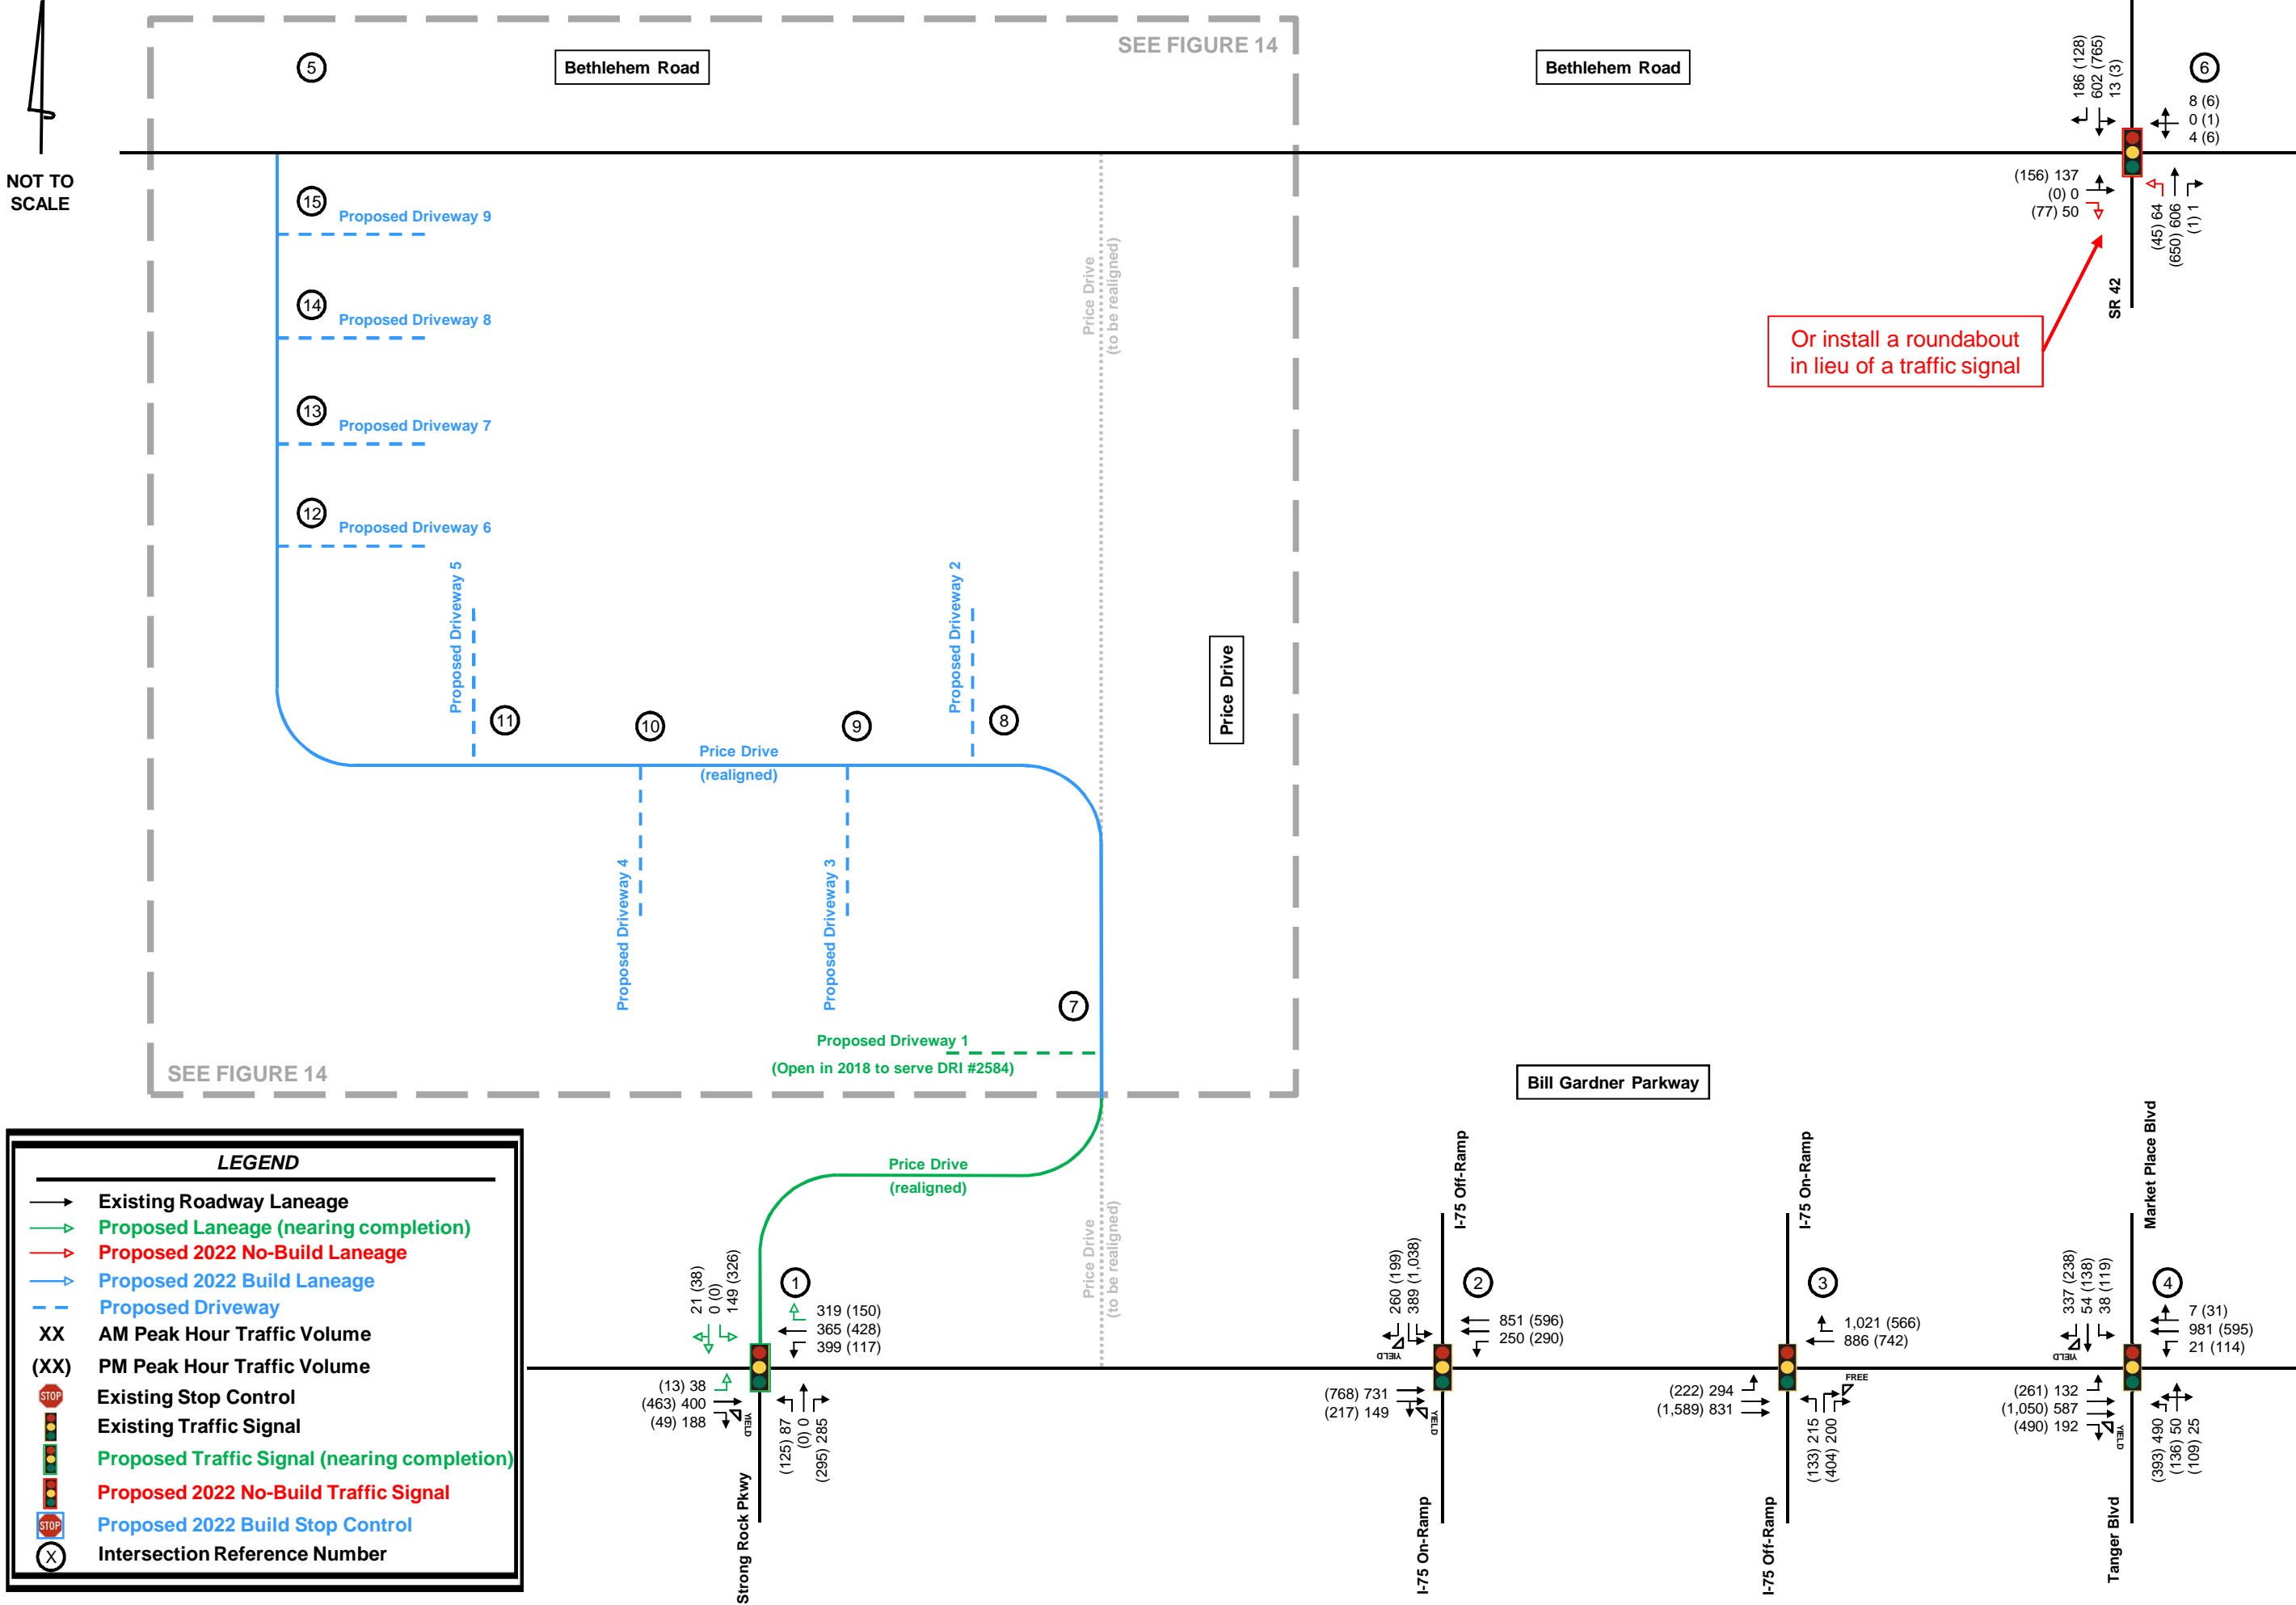 SEE FIGURE 14
5
Bethlehem Road
Bethlehem Road
6
186 (128)
602 (765)
13 (3)
8 (6)
0 (1)
4 (6)
NOT TO
SCALE
(156) 137
(0) 0
(77) 50
(45) 64
(650) 606
(1) 1
SR 42
15
Proposed Driveway 9
14
Proposed Driveway 8
13
Proposed Driveway 7
12
Proposed Driveway 6
Price Drive
(to be realigned)
Or install a roundabout
in lieu of a traffic signal
Proposed Driveway 5
Proposed Driveway 2
11
10
9
8
Price Drive
Price Drive
(realigned)
Proposed Driveway 4
Proposed Driveway 3
7
Proposed Driveway 1
(Open in 2018 to serve DRI #2584)
SEE FIGURE 14
Bill Gardner Parkway
Price Drive
(realigned)
Price Drive
(to be realigned)
LEGEND
Existing Roadway Laneage
Proposed Laneage (nearing completion)
Proposed 2022 No-Build Laneage
Proposed 2022 Build Laneage
Proposed Driveway
XX AM Peak Hour Traffic Volume
(XX) PM Peak Hour Traffic Volume
STOP Existing Stop Control
Existing Traffic Signal
Proposed Traffic Signal (nearing completion)
Proposed 2022 No-Build Traffic Signal
STOP Proposed 2022 Build Stop Control
X Intersection Reference Number
21 (38)
0 (0)
149 (326)
1
319 (150)
365 (428)
399 (117)
(13) 38
(463) 400
(49) 188
YIELD
(125) 87
(0) 0
(295) 285
Strong Rock Pkwy
I-75 Off-Ramp
260 (199)
389 (1,038)
2
YIELD
851 (596)
250 (290)
(768) 731
(217) 149
YIELD
I-75 On-Ramp
I-75 On-Ramp
3
1,021 (566)
886 (742)
(222) 294
(1,589) 831
FREE
(133) 215
(404) 200
I-75 Off-Ramp
Market Place Blvd
337 (238)
54 (138)
38 (119)
4
YIELD
7 (31)
981 (595)
21 (114)
(261) 132
(1,050) 587
(490) 192
YIELD
(393) 490
(136) 50
(109) 25
Tanger Blvd